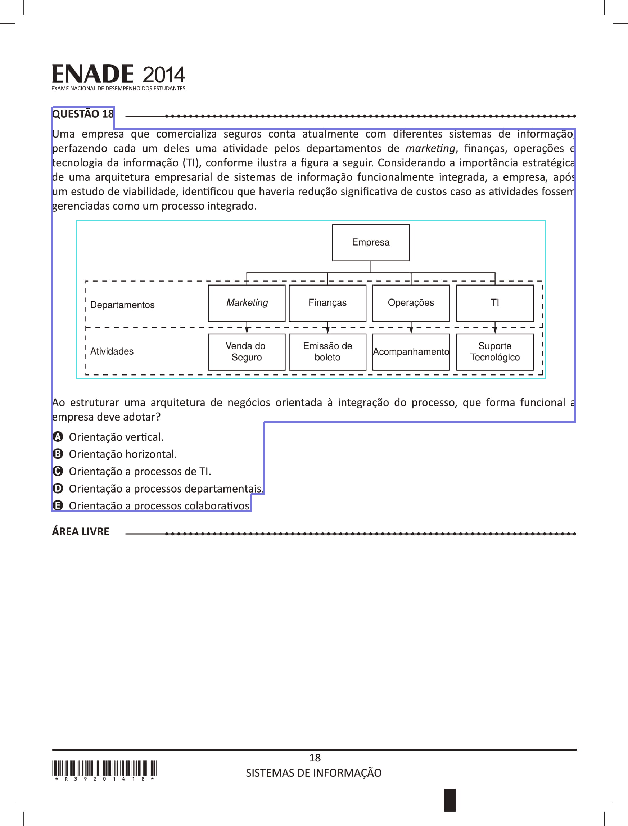 ENADE 2014
EXAME NACIONAL DE DESEMPENHO DOS ESTUDANTES
QUESTÃO 18
Uma empresa que comercializa seguros conta atualmente com diferentes sistemas de informação,
perfazendo cada um deles uma atividade pelos departamentos de marketing, finanças, operações e
tecnologia da informação (TI), conforme ilustra a figura a seguir. Considerando a importância estratégica
de uma arquitetura empresarial de sistemas de informação funcionalmente integrada, a empresa, após
um estudo de viabilidade, identificou que haveria redução significativa de custos caso as atividades fossem
gerenciadas como um processo integrado.
Empresa
Departamentos
Marketing
Finanças
Operações
TI
Atividades
Venda do
Seguro
Emissão de
boleto
Acompanhamento
Suporte
Tecnológico
Ao estruturar uma arquitetura de negócios orientada à integração do processo, que forma funcional a
empresa deve adotar?
A Orientação vertical.
B Orientação horizontal.
C Orientação a processos de TI.
D Orientação a processos departamentais.
E Orientação a processos colaborativos.
ÁREA LIVRE
18
SISTEMAS DE INFORMAÇÃO
*R39201418*